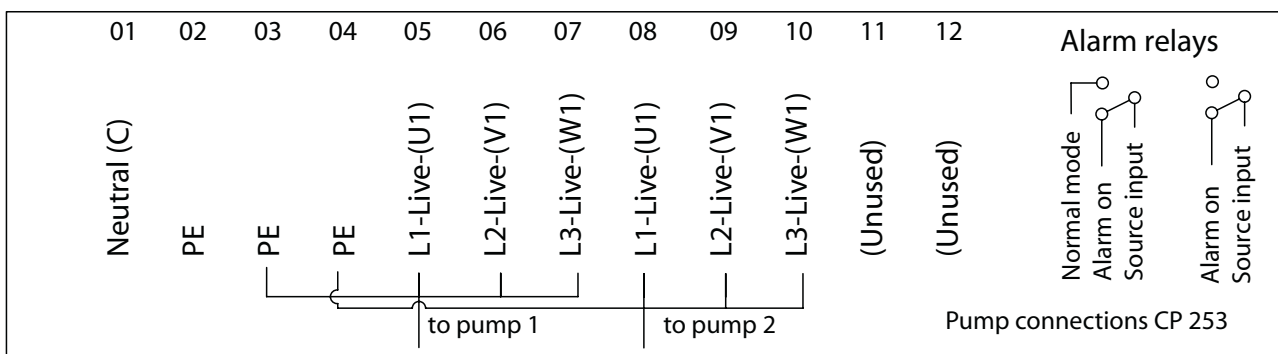 01 02 03 04 05 06 07 08 09 10 11 12
Alarm relays
Neutral (C)
PE
PE
PE
L1-Live-(U1)
L2-Live-(V1)
L3-Live-(W1)
L1-Live-(U1)
L2-Live-(V1)
L3-Live-(W1)
(Unused)
(Unused)
Normal mode
Alarm on
Source input
Alarm on
Source input
to pump 1
to pump 2
Pump connections CP 253